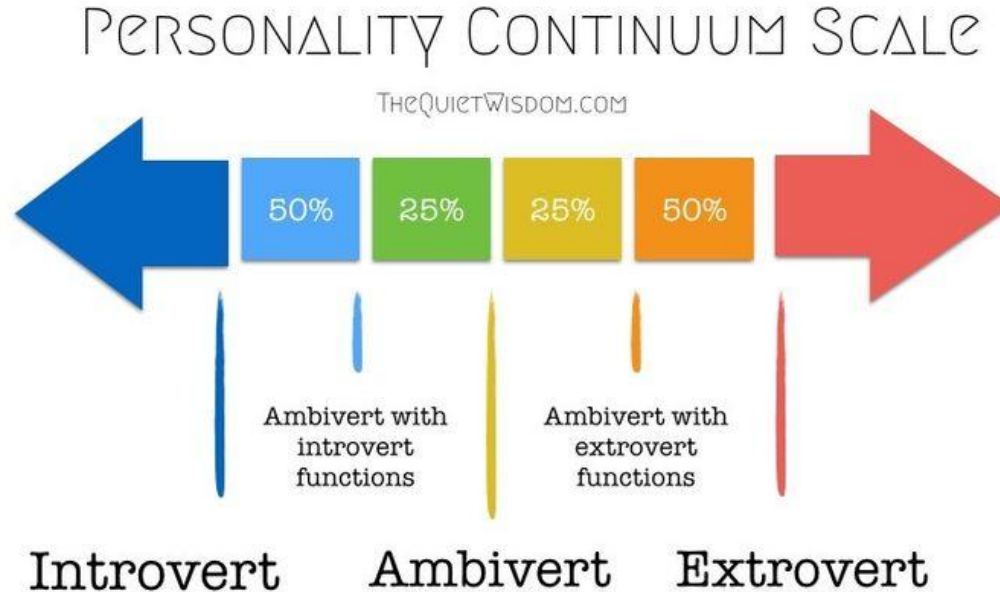 Personality Continuum Scale
TheQuietWisdom.com
50%
25%
25%
50%
Ambivert with
introvert
functions
Ambivert with
extrovert
functions
Introvert
Ambivert
Extrovert